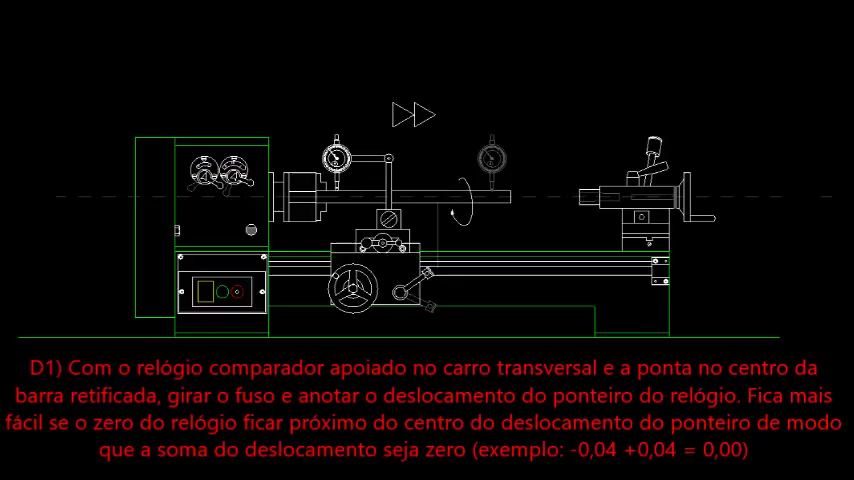 D1) Com o relógio comparador apoiado no carro transversal e a ponta no centro da
barra retificada, girar o fuso e anotar o deslocamento do ponteiro do relógio. Fica mais
fácil se o zero do relógio ficar próximo do centro do deslocamento do ponteiro de modo
que a soma do deslocamento seja zero (exemplo: -0,04 +0,04 = 0,00)